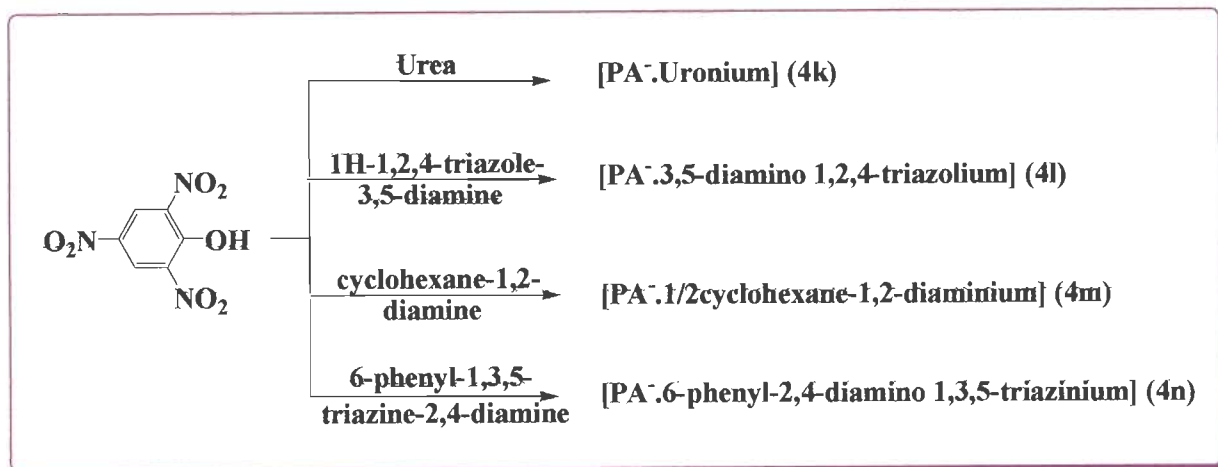 Urea
[PA⁻.Uronium] (4k)
1H-1,2,4-triazole-
3,5-diamine
[PA⁻.3,5-diamino 1,2,4-triazolium] (4l)
NO₂
O₂N
OH
NO₂
cyclohexane-1,2-
diamine
[PA⁻.1/2cyclohexane-1,2-diaminium] (4m)
6-phenyl-1,3,5-
triazine-2,4-diamine
[PA⁻.6-phenyl-2,4-diamino 1,3,5-triazinium] (4n)